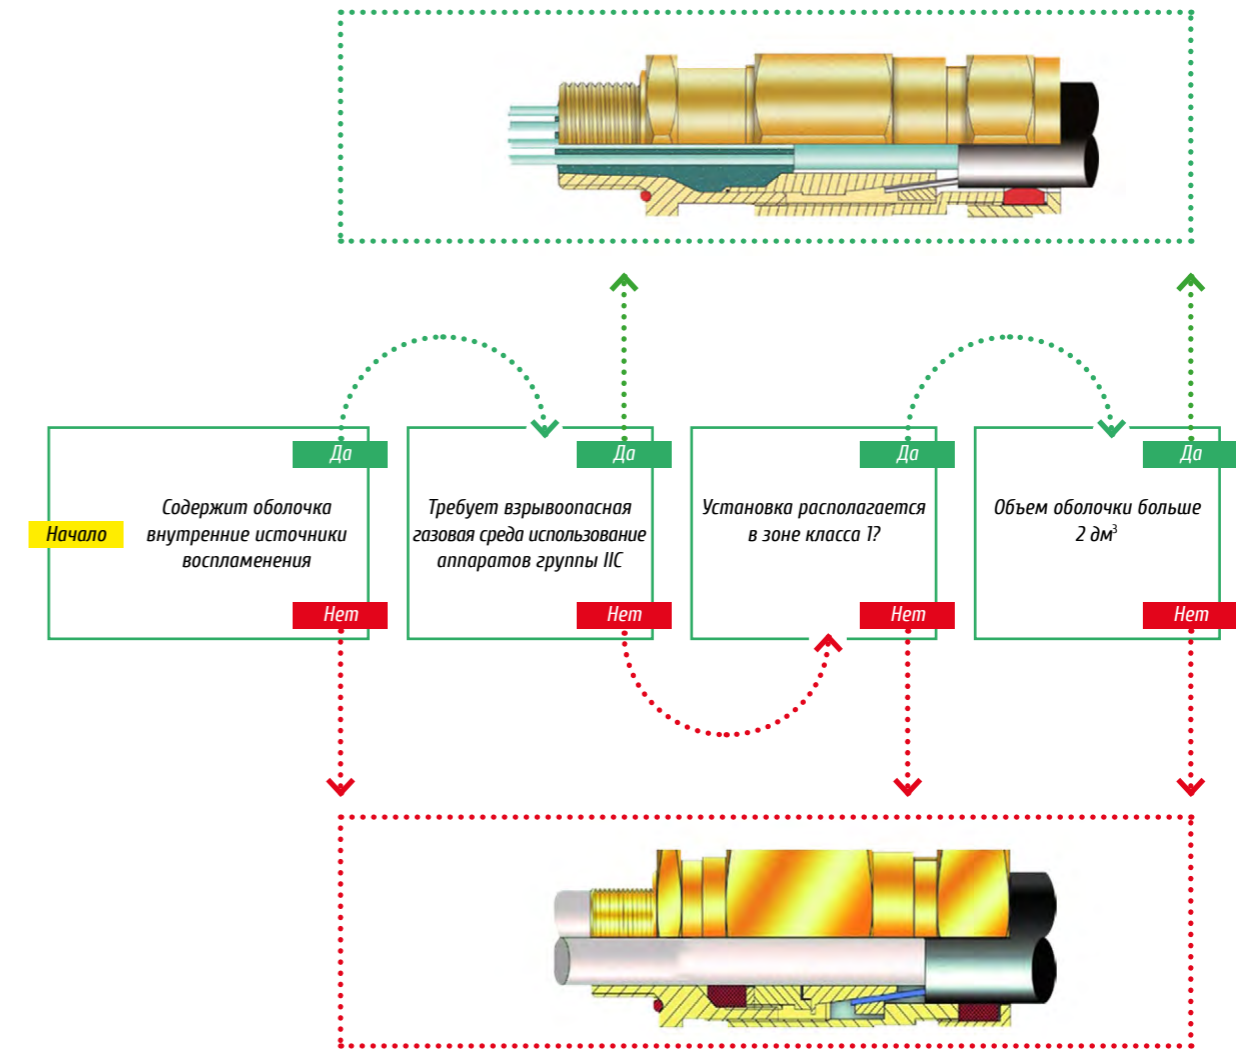 Начало
Содержит оболочка
внутренние источники
воспламенения
Да
Нет
Требует взрывоопасная
газовая среда использование
аппаратов группы IIC
Да
Нет
Установка располагается
в зоне класса 1?
Да
Нет
Объем оболочки больше
2 дм³
Да
Нет